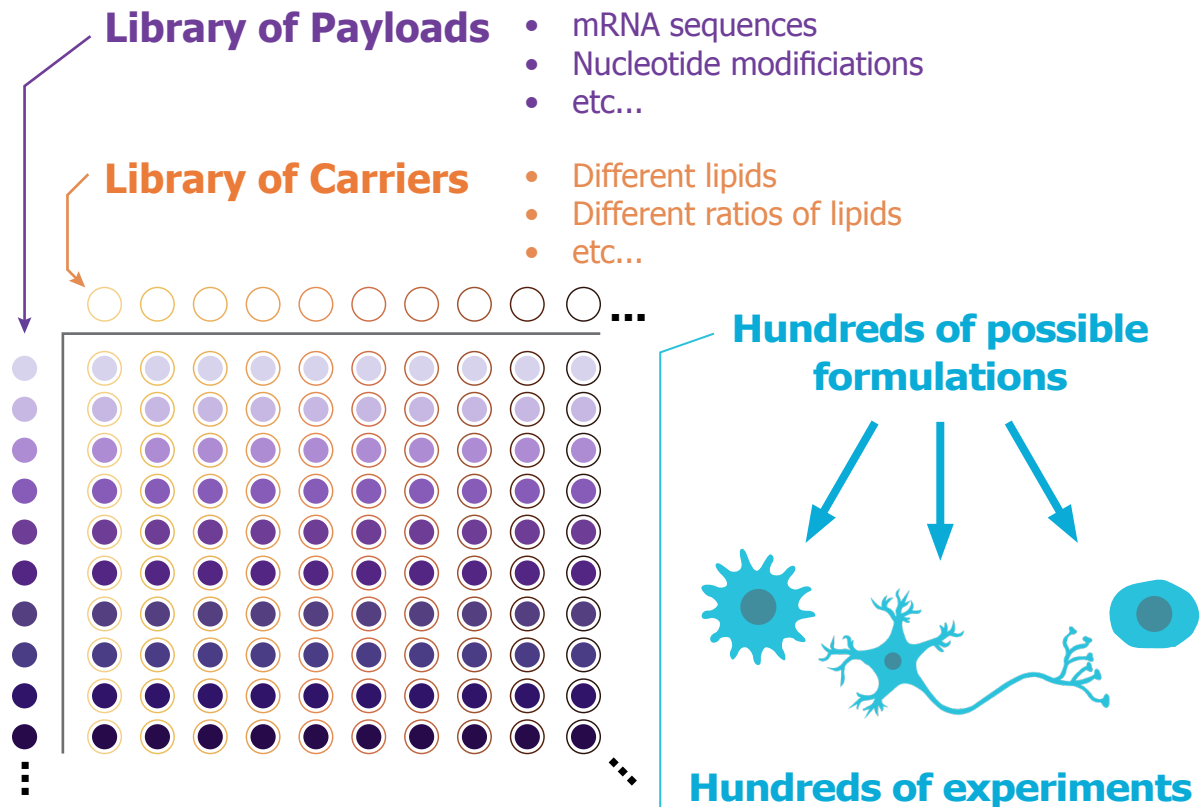 Library of Payloads
• mRNA sequences
• Nucleotide modificiations
• etc...
Library of Carriers
• Different lipids
• Different ratios of lipids
• etc...
...
Hundreds of possible
formulations
Hundreds of experiments